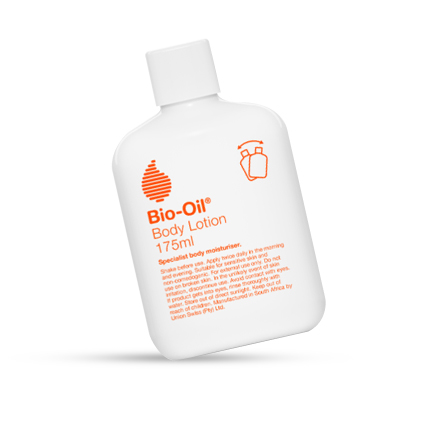 Bio-Oil®
Body Lotion
175ml
Specialist body moisturiser.
Shake before use. Apply twice daily in the morning
and evening. Suitable for sensitive skin and
non-comedogenic. For external use only. Do not
use on broken skin. In the unlikely event of skin
irritation, discontinue use. Avoid contact with eyes.
If product gets into eyes, rinse thoroughly with
water. Store out of direct sunlight. Keep out of
reach of children. Manufactured in South Africa by
Union Swiss (Pty) Ltd.